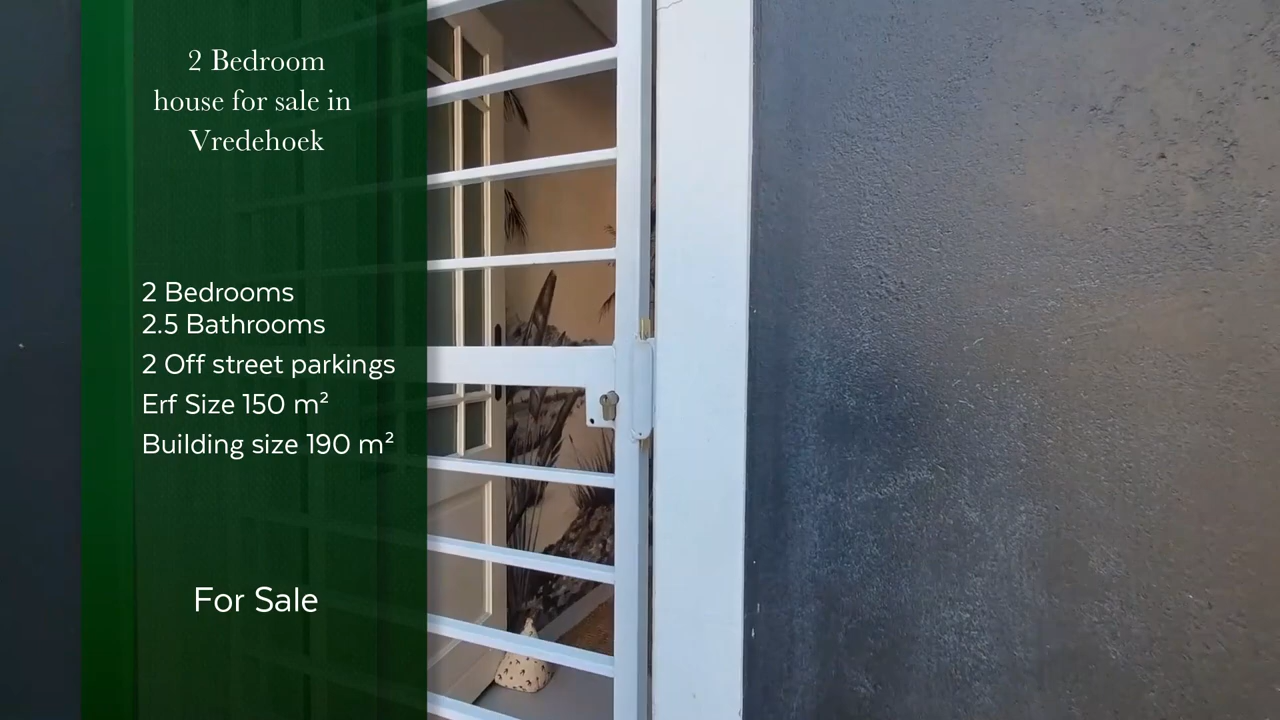 2 Bedroom
house for sale in
Vredehoek
2 Bedrooms
2.5 Bathrooms
2 Off street parkings
Erf Size 150 m²
Building size 190 m²
For Sale